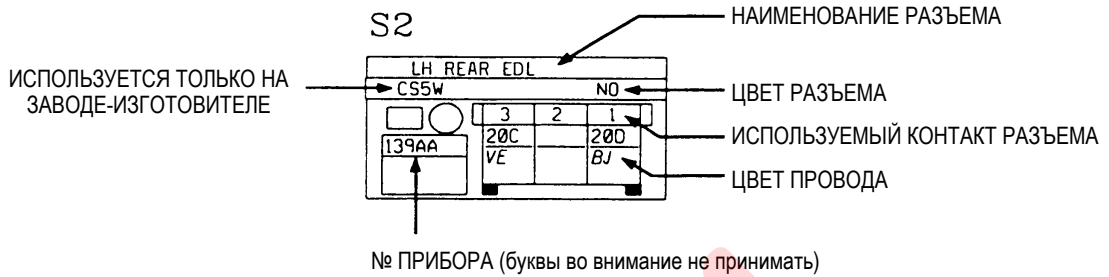 S2
НАИМЕНОВАНИЕ РАЗЪЕМА
LH REAR EDL
ИСПОЛЬЗУЕТСЯ ТОЛЬКО НА
ЗАВОДЕ-ИЗГОТОВИТЕЛЕ
CS5W NO
ЦВЕТ РАЗЪЕМА
3 2 1
ИСПОЛЬЗУЕМЫЙ КОНТАКТ РАЗЪЕМА
139AA
20C 20D
VE BJ
ЦВЕТ ПРОВОДА
№ ПРИБОРА (буквы во внимание не принимать)